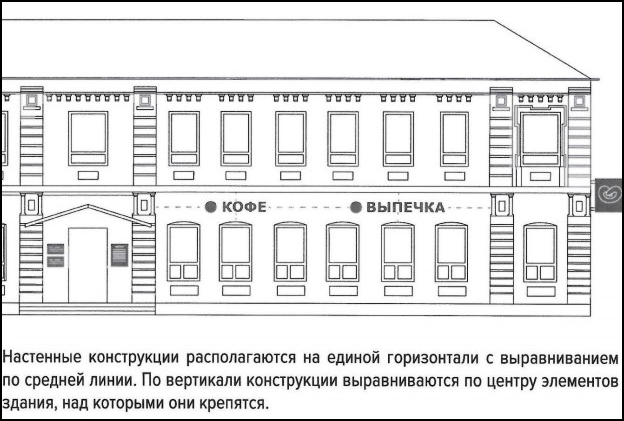 КОФЕ ВЫПЕЧКА
Настенные конструкции располагаются на единой горизонтали с выравниванием
по средней линии. По вертикали конструкции выравниваются по центру элементов
здания, над которыми они крепятся.